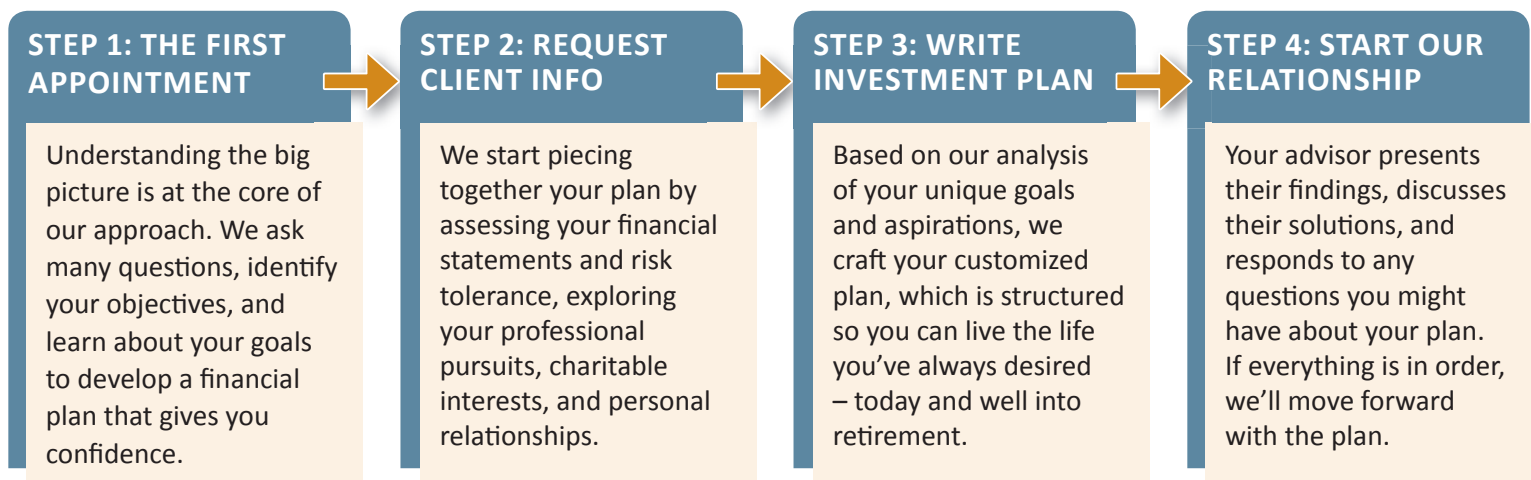 STEP 1: THE FIRST
APPOINTMENT
Understanding the big
picture is at the core of
our approach. We ask
many questions, identify
your objectives, and
learn about your goals
to develop a financial
plan that gives you
confidence.
STEP 2: REQUEST
CLIENT INFO
We start piecing
together your plan by
assessing your financial
statements and risk
tolerance, exploring
your professional
pursuits, charitable
interests, and personal
relationships.
STEP 3: WRITE
INVESTMENT PLAN
Based on our analysis
of your unique goals
and aspirations, we
craft your customized
plan, which is structured
so you can live the life
you’ve always desired
– today and well into
retirement.
STEP 4: START OUR
RELATIONSHIP
Your advisor presents
their findings, discusses
their solutions, and
responds to any
questions you might
have about your plan.
If everything is in order,
we’ll move forward
with the plan.